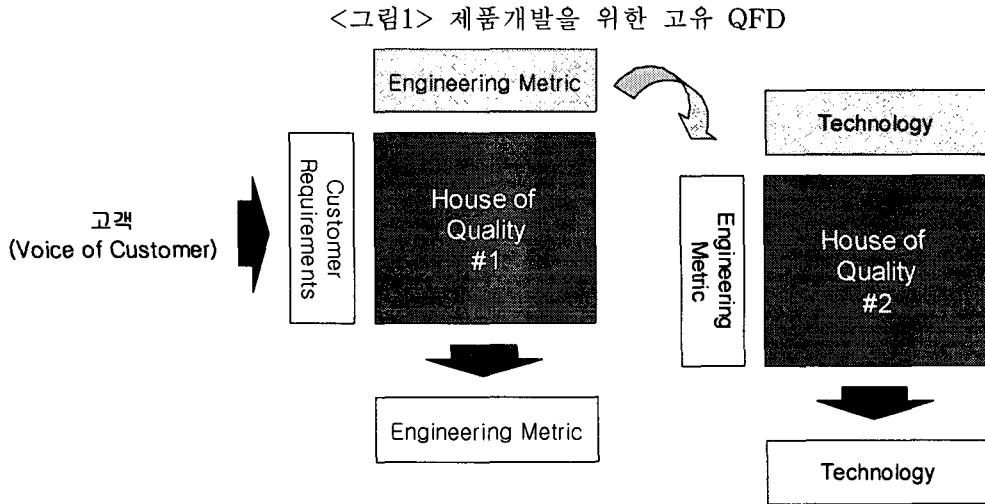 <그림1> 제품개발을 위한 고유 QFD
Engineering Metric
Technology
고객
(Voice of Customer)
Customer
Requirements
House of
Quality
#1
Engineering
Metric
House of
Quality
#2
Engineering Metric
Technology